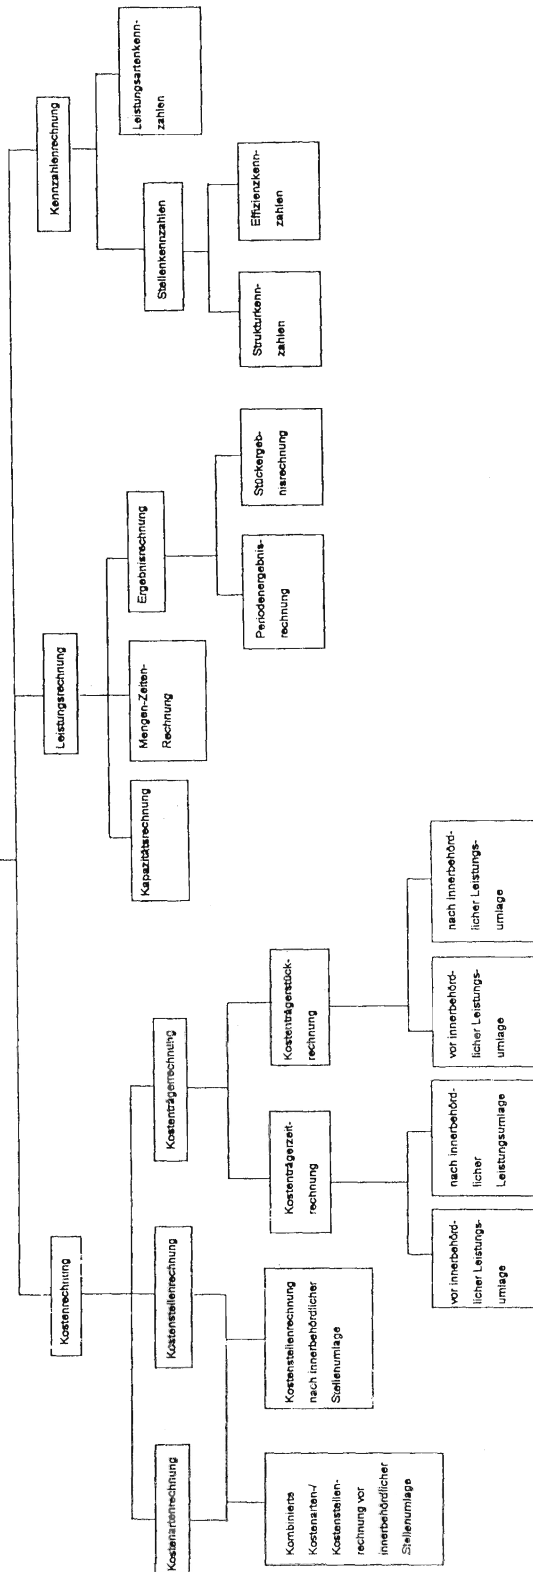 Kostenrechnung
Leistungsrechnung
Kennzahlenrechnung
Kostenartenrechnung
Kostenstellenrechnung
Kostenträgerrechnung
Kapazitätsrechnung
Mengen-Zeiten-
Rechnung
Ergebnisrechnung
Stellenkennzahlen
Leistungsartenkenn-
zahlen
Kombinierte
Kostenarten-/
Kostenstellen-
rechnung vor
innerbehördlicher
Stellenumlage
Kostenstellenrechnung
nach innerbehördlicher
Stellenumlage
Kostenträgerzeit-
rechnung
Kostenträgerstück-
rechnung
Periodenergebnis-
rechnung
Stückergeb-
nisrechnung
Strukturkenn-
zahlen
Effizienzkenn-
zahlen
vor innerbehörd-
licher Leistungs-
umlage
nach innerbehörd-
licher
Leistungsumlage
vor innerbehörd-
licher Leistungs-
umlage
nach innerbehörd-
licher Leistungs-
umlage